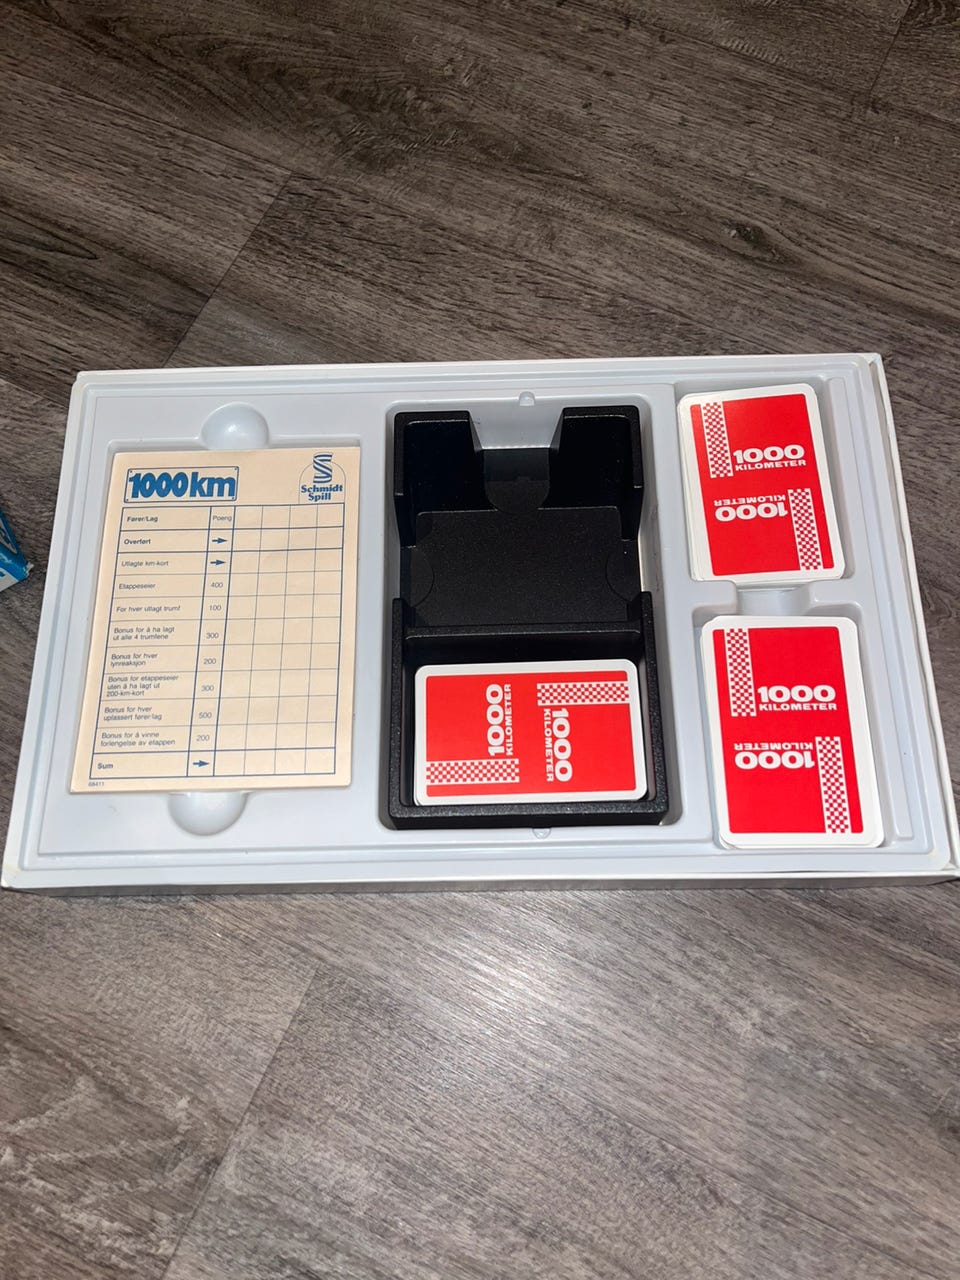 1000km
Schmidt
Spill
Fører/Lag Poeng
Overført
Utlagte km-kort
Etappeseier 400
For hver utlagt trumf 100
Bonus for å ha lagt
ut alle 4 trumfene 300
Bonus for hver
lynreaksjon 200
Bonus for etappeseier
uten å ha lagt ut
200-km-kort 300
Bonus for hver
uplassert fører/lag 500
Bonus for å vinne
forlengelse av etappen 200
Sum
68411
1000
KILOMETER
1000
KILOMETER
1000
KILOMETER
1000
KILOMETER
1000
KILOMETER
1000
KILOMETER